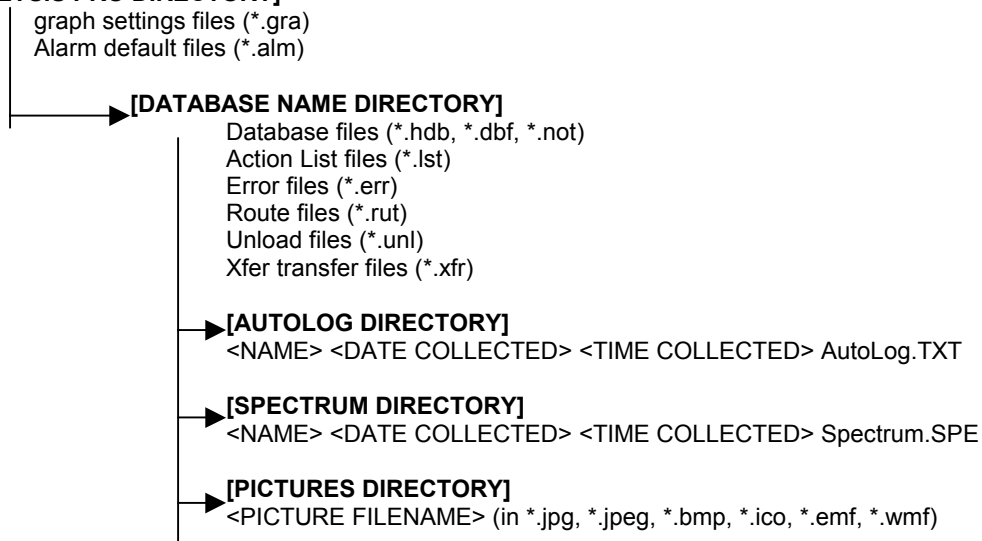 graph settings files (*.gra)
Alarm default files (*.alm)
[DATABASE NAME DIRECTORY]
Database files (*.hdb, *.dbf, *.not)
Action List files (*.lst)
Error files (*.err)
Route files (*.rut)
Unload files (*.unl)
Xfer transfer files (*.xfr)
[AUTOLOG DIRECTORY]
<NAME> <DATE COLLECTED> <TIME COLLECTED> AutoLog.TXT
[SPECTRUM DIRECTORY]
<NAME> <DATE COLLECTED> <TIME COLLECTED> Spectrum.SPE
[PICTURES DIRECTORY]
<PICTURE FILENAME> (in *.jpg, *.jpeg, *.bmp, *.ico, *.emf, *.wmf)